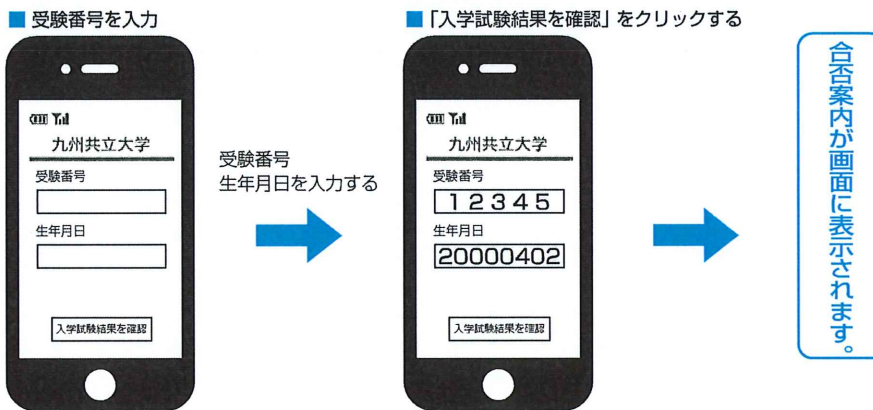 ■ 受験番号を入力
九州共立大学
受験番号
生年月日
入学試験結果を確認
受験番号
生年月日を入力する
■「入学試験結果を確認」をクリックする
九州共立大学
受験番号
12345
生年月日
20000402
入学試験結果を確認
合否案内が画面に表示されます。